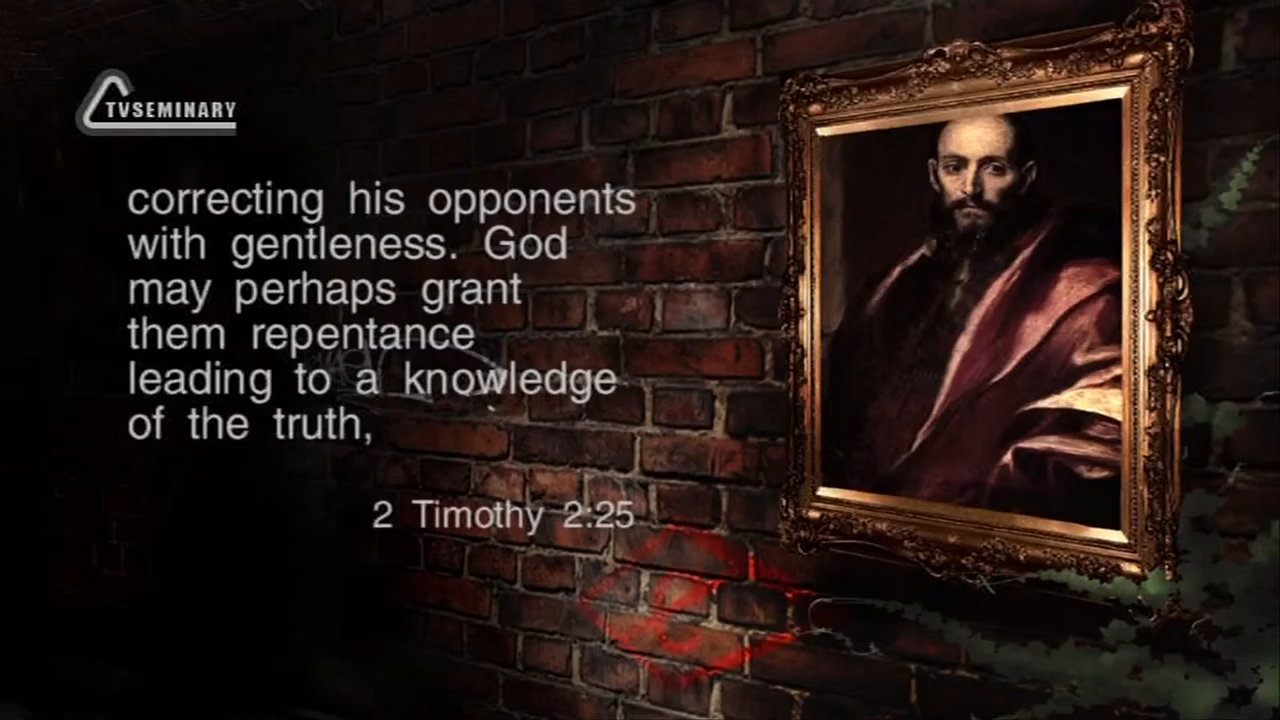 TVSEMINARY
correcting his opponents
with gentleness. God
may perhaps grant
them repentance
leading to a knowledge
of the truth,
2 Timothy 2:25